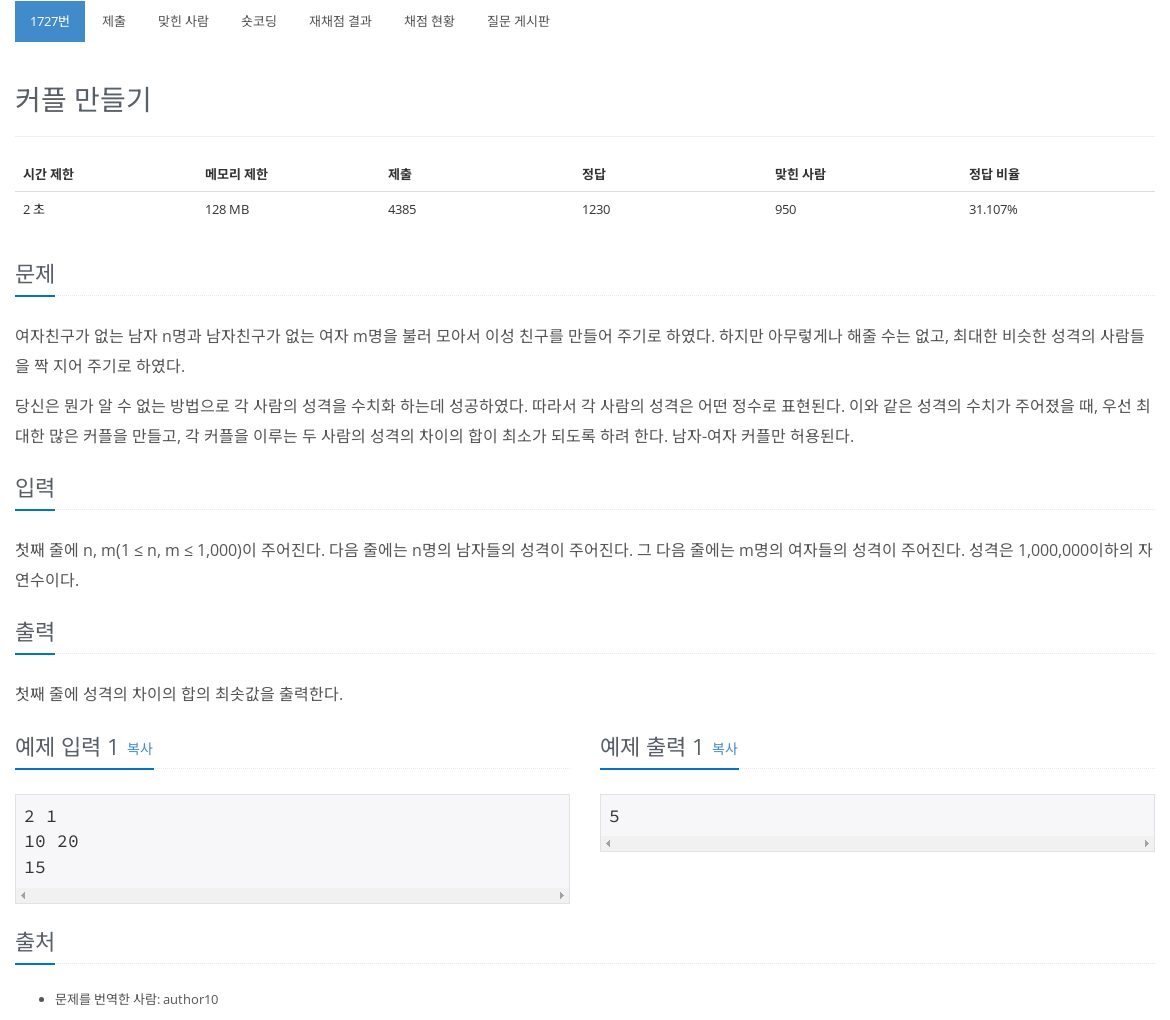 1727번 제출 맞힌 사람 숏코딩 재채점 결과 채점 현황 질문 게시판
커플 만들기
시간 제한 메모리 제한 제출 정답 맞힌 사람 정답 비율
2 초 128 MB 4385 1230 950 31.107%
문제
여자친구가 없는 남자 n명과 남자친구가 없는 여자 m명을 불러 모아서 이성 친구를 만들어 주기로 하였다. 하지만 아무렇게나 해줄 수는 없고, 최대한 비슷한 성격의 사람들
을 짝 지어 주기로 하였다.
당신은 뭔가 알 수 없는 방법으로 각 사람의 성격을 수치화 하는데 성공하였다. 따라서 각 사람의 성격은 어떤 정수로 표현된다. 이와 같은 성격의 수치가 주어졌을 때, 우선 최
대한 많은 커플을 만들고, 각 커플을 이루는 두 사람의 성격의 차이의 합이 최소가 되도록 하려 한다. 남자-여자 커플만 허용된다.
입력
첫째 줄에 n, m(1 ≤ n, m ≤ 1,000)이 주어진다. 다음 줄에는 n명의 남자들의 성격이 주어진다. 그 다음 줄에는 m명의 여자들의 성격이 주어진다. 성격은 1,000,000이하의 자
연수이다.
출력
첫째 줄에 성격의 차이의 합의 최솟값을 출력한다.
예제 입력 1 복사
2 1
10 20
15
예제 출력 1 복사
5
출처
문제를 번역한 사람: author10